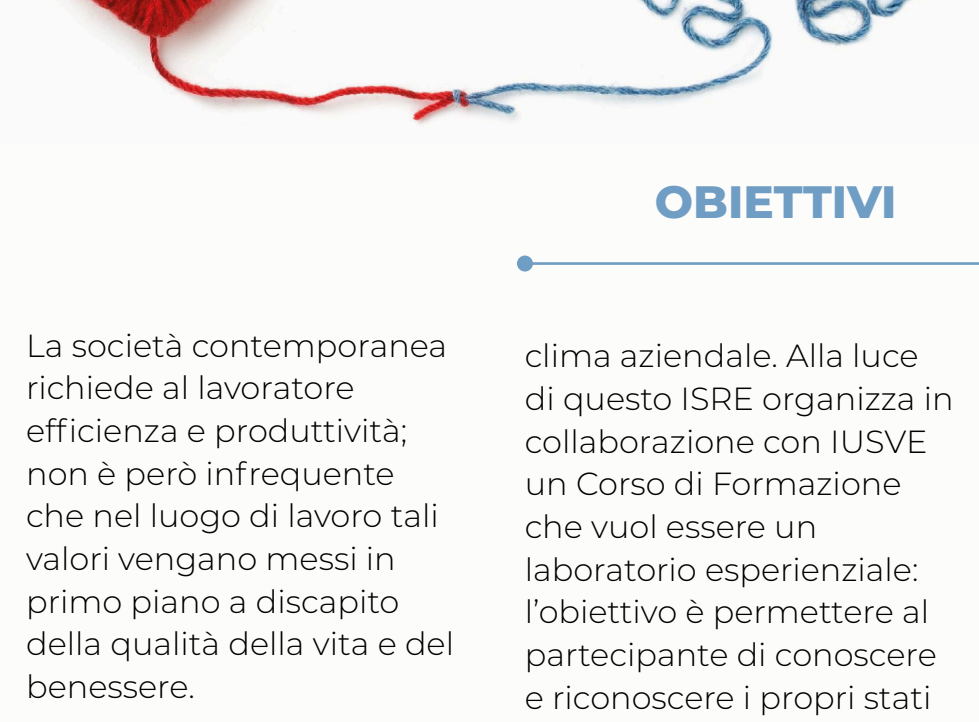 OBIETTIVI
La società contemporanea
richiede al lavoratore
efficienza e produttività;
non è però infrequente
che nel luogo di lavoro tali
valori vengano messi in
primo piano a discapito
della qualità della vita e del
benessere.
clima aziendale. Alla luce
di questo ISRE organizza in
collaborazione con IUSVE
un Corso di Formazione
che vuol essere un
laboratorio esperienziale:
l’obiettivo è permettere al
partecipante di conoscere
e riconoscere i propri stati